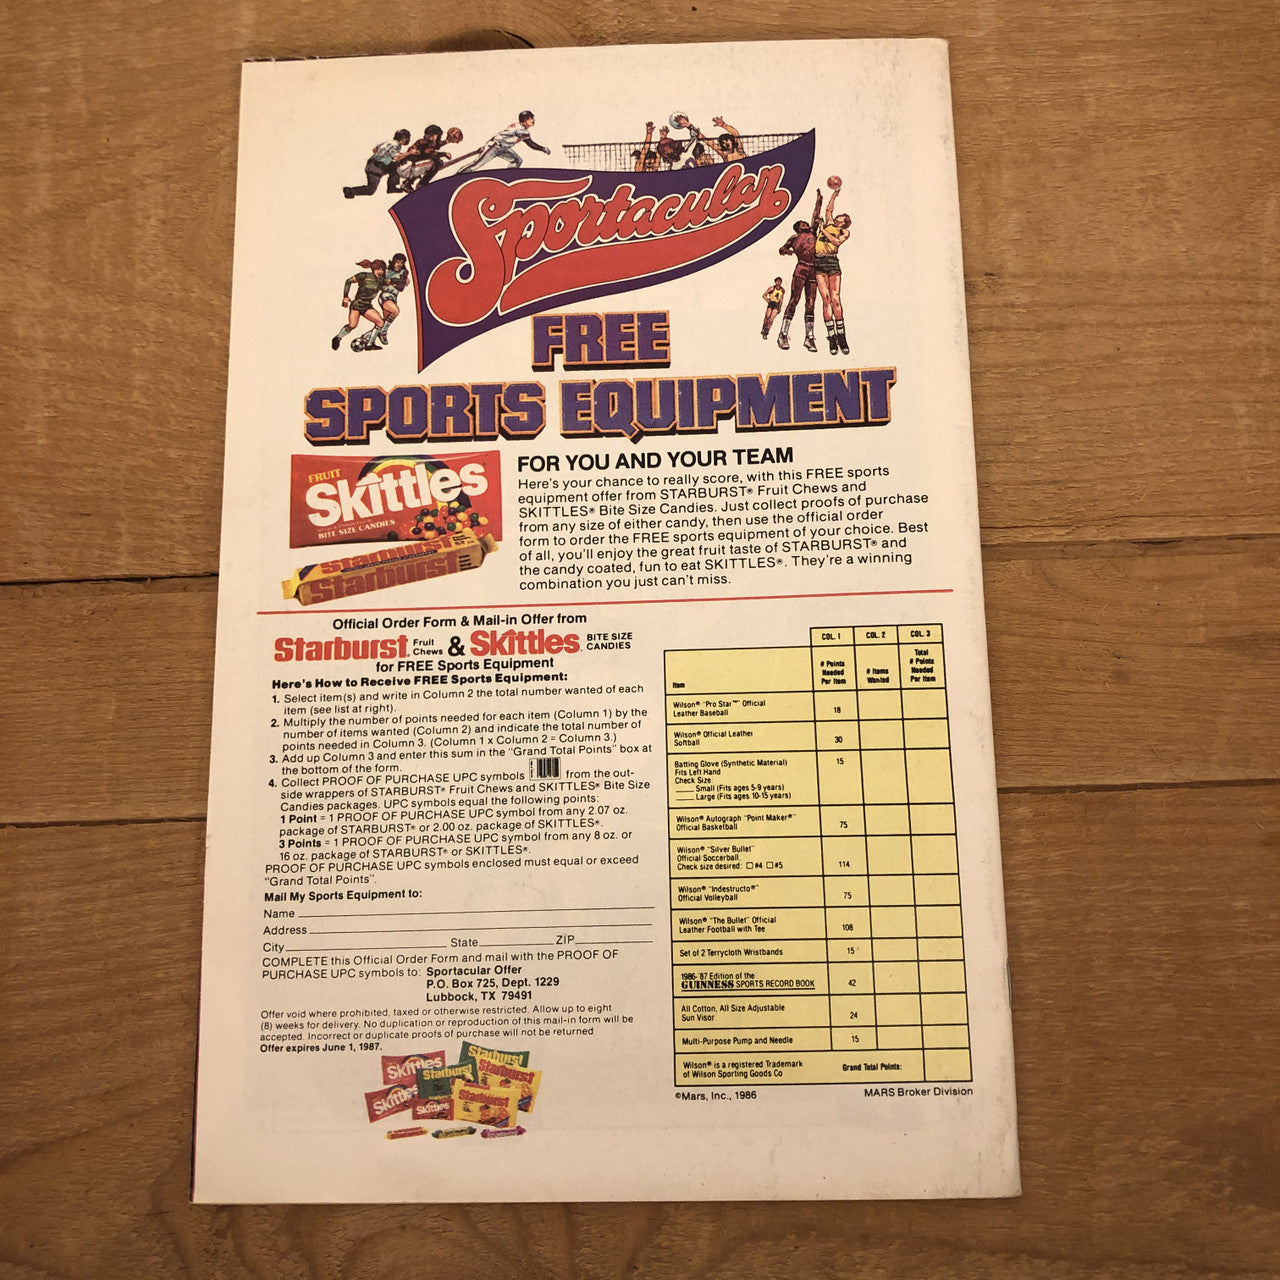 Sportacular
FREE
SPORTS EQUIPMENT
FRUIT
Skittles
BITE SIZE CANDIES
Starburst
Starburst
FOR YOU AND YOUR TEAM
Here's your chance to really score, with this FREE sports
equipment offer from STARBURST® Fruit Chews and
SKITTLES® Bite Size Candies. Just collect proofs of purchase
from any size of either candy, then use the official order
form to order the FREE sports equipment of your choice. Best
of all, you'll enjoy the great fruit taste of STARBURST® and
the candy coated, fun to eat SKITTLES®. They're a winning
combination you just can't miss.
Official Order Form & Mail-in Offer from
Starburst® Fruit Chews & Skittles® BITE SIZE CANDIES
for FREE Sports Equipment
Here's How to Receive FREE Sports Equipment:
1. Select item(s) and write in Column 2 the total number wanted of each
item (see list at right).
2. Multiply the number of points needed for each item (Column 1) by the
number of items wanted (Column 2) and indicate the total number of
points needed in Column 3. (Column 1 x Column 2 = Column 3.)
3. Add up Column 3 and enter this sum in the "Grand Total Points" box at
the bottom of the form.
4. Collect PROOF OF PURCHASE UPC symbols from the out-
side wrappers of STARBURST® Fruit Chews and SKITTLES® Bite Size
Candies packages. UPC symbols equal the following points:
1 Point = 1 PROOF OF PURCHASE UPC symbol from any 2.07 oz.
package of STARBURST® or 2.00 oz. package of SKITTLES®.
3 Points = 1 PROOF OF PURCHASE UPC symbol from any 8 oz. or
16 oz. package of STARBURST® or SKITTLES®.
PROOF OF PURCHASE UPC symbols enclosed must equal or exceed
"Grand Total Points".
Mail My Sports Equipment to:
Name
Address
City State ZIP
COMPLETE this Official Order Form and mail with the PROOF OF
PURCHASE UPC symbols to: Sportacular Offer
P.O. Box 725, Dept. 1229
Lubbock, TX 79491
Offer void where prohibited, taxed or otherwise restricted. Allow up to eight
(8) weeks for delivery. No duplication or reproduction of this mail-in form will be
accepted. Incorrect or duplicate proofs of purchase will not be returned
Offer expires June 1, 1987.
Skittles
Starburst
Starburst
Starburst
Skittles
Skittles
Starburst
COL. 1 COL. 2 COL. 3
Item # Points Needed Per Item # Items Wanted Total # Points Needed Per Item
Wilson® "Pro Star™" Official
Leather Baseball 18
Wilson® Official Leather
Softball 30
Batting Glove (Synthetic Material) 15
Fits Left Hand
Check Size:
Small (Fits ages 5-9 years)
Large (Fits ages 10-15 years)
Wilson® Autograph "Point Maker®"
Official Basketball 75
Wilson® "Silver Bullet"
Official Soccerball.
Check size desired: ☐ #4 ☐ #5 114
Wilson® "Indestructo®"
Official Volleyball 75
Wilson® "The Bullet" Official
Leather Football with Tee 108
Set of 2 Terrycloth Wristbands 15
1986-'87 Edition of the
GUINNESS SPORTS RECORD BOOK 42
All Cotton, All Size Adjustable
Sun Visor 24
Multi-Purpose Pump and Needle 15
Wilson® is a registered Trademark
of Wilson Sporting Goods Co Grand Total Points:
©Mars, Inc., 1986 MARS Broker Division